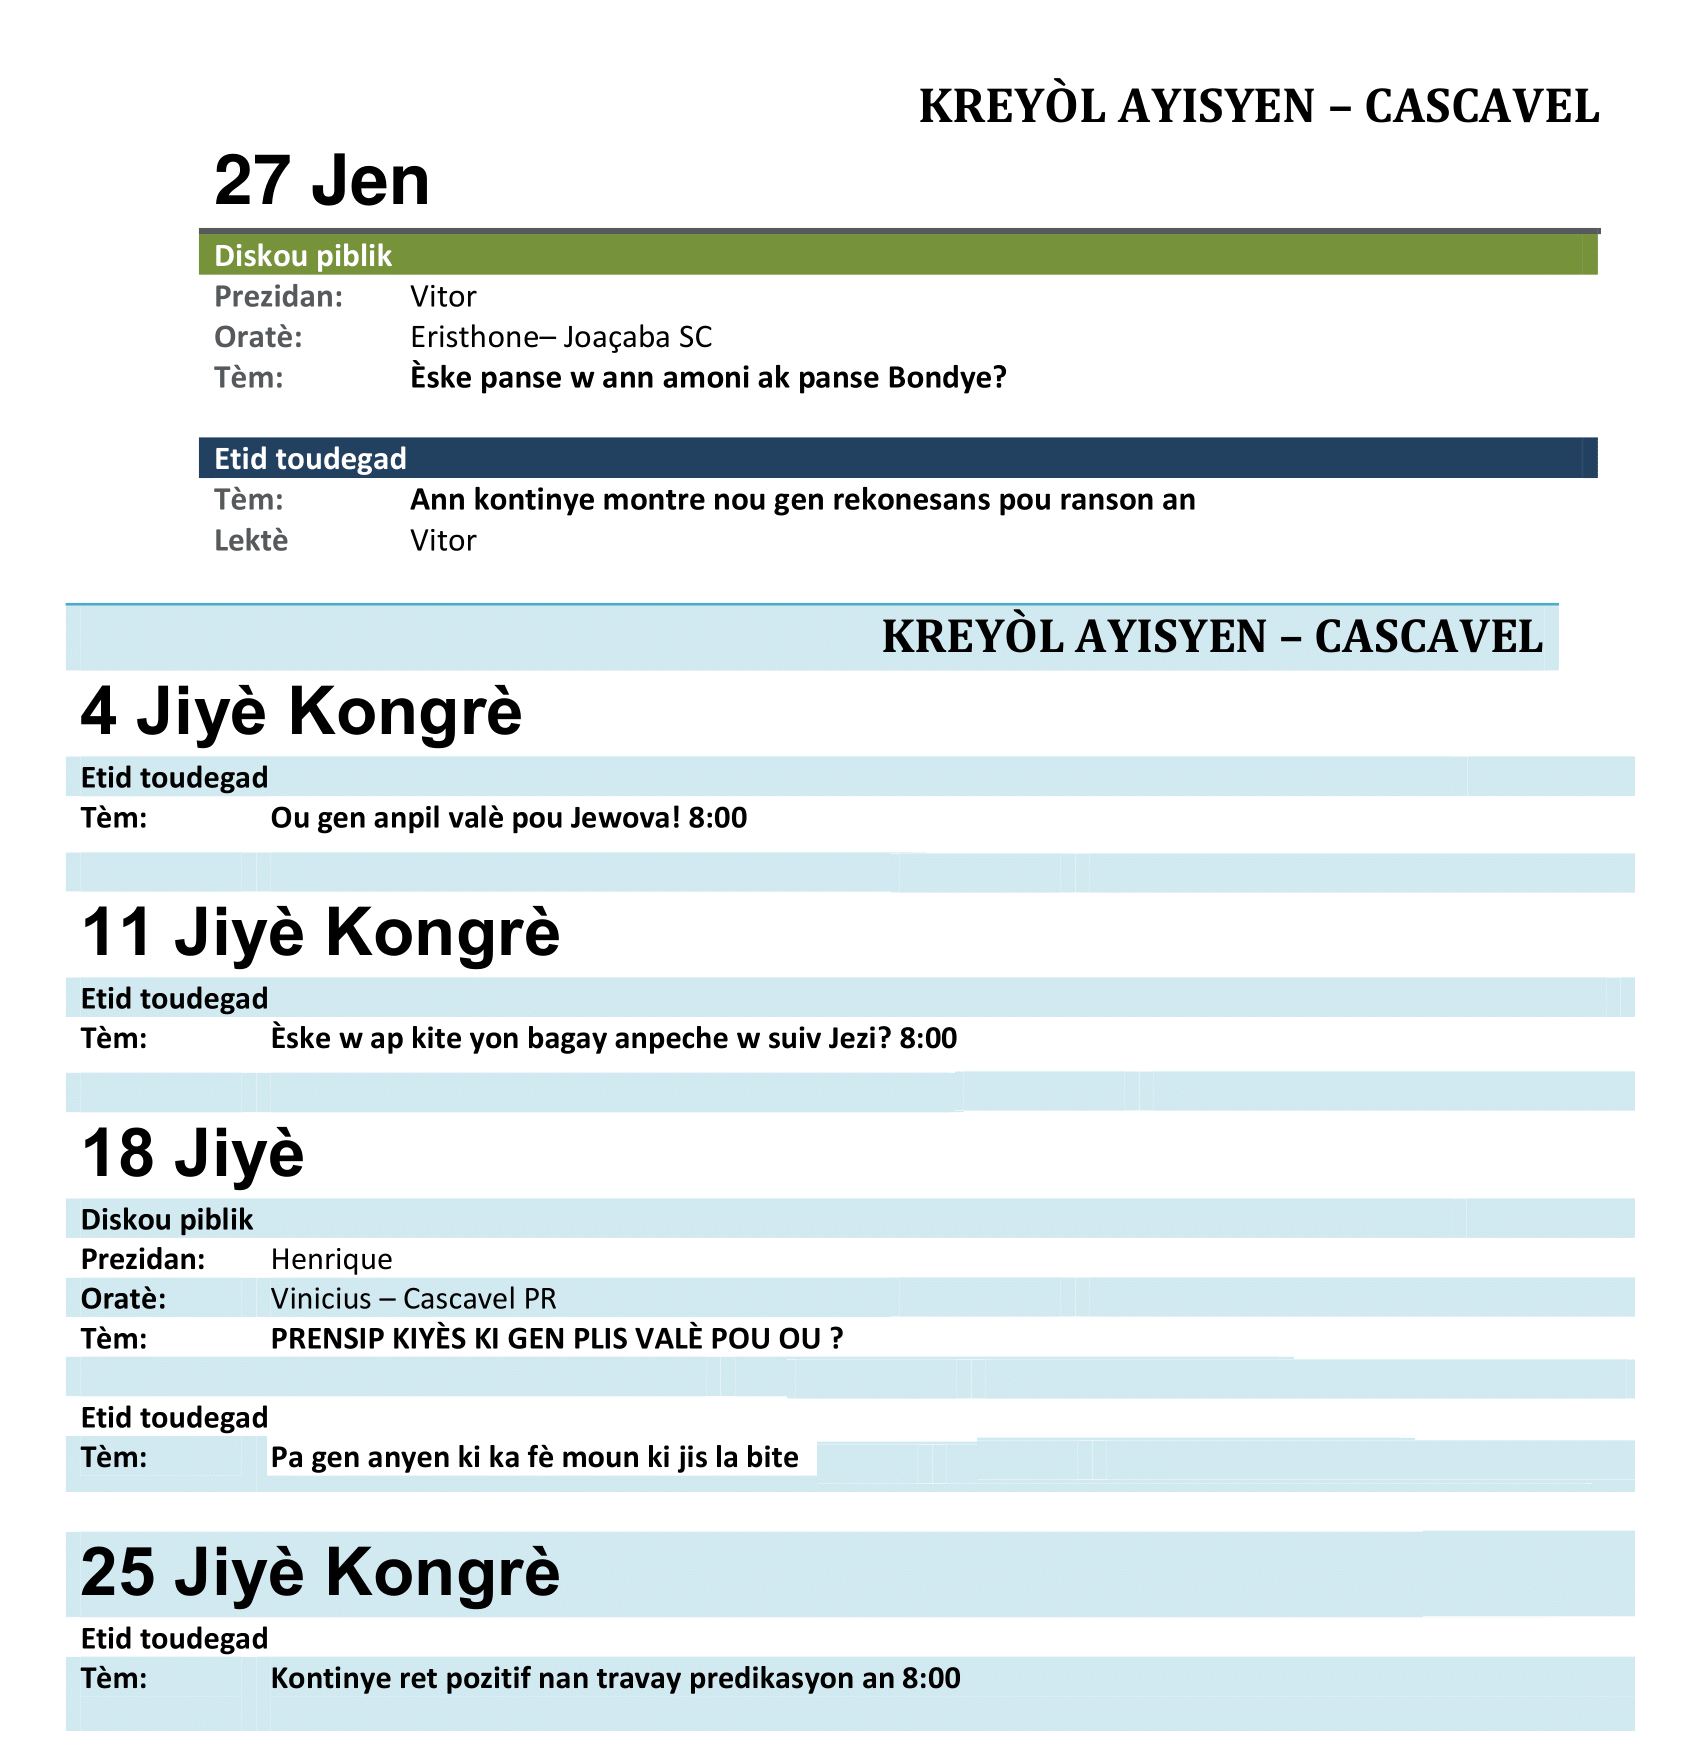 KREYÒL AYISYEN – CASCAVEL
27 Jen
Diskou piblik
Prezidan: Vitor
Oratè: Eristhone– Joaçaba SC
Tèm: Èske panse w ann amoni ak panse Bondye?
Etid toudegad
Tèm: Ann kontinye montre nou gen rekonesans pou ranson an
Lektè Vitor
KREYÒL AYISYEN – CASCAVEL
4 Jiyè Kongrè
Etid toudegad
Tèm: Ou gen anpil valè pou Jewova! 8:00
11 Jiyè Kongrè
Etid toudegad
Tèm: Èske w ap kite yon bagay anpeche w suiv Jezi? 8:00
18 Jiyè
Diskou piblik
Prezidan: Henrique
Oratè: Vinicius – Cascavel PR
Tèm: PRENSIP KIYÈS KI GEN PLIS VALÈ POU OU ?
Etid toudegad
Tèm: Pa gen anyen ki ka fè moun ki jis la bite
25 Jiyè Kongrè
Etid toudegad
Tèm: Kontinye ret pozitif nan travay predikasyon an 8:00